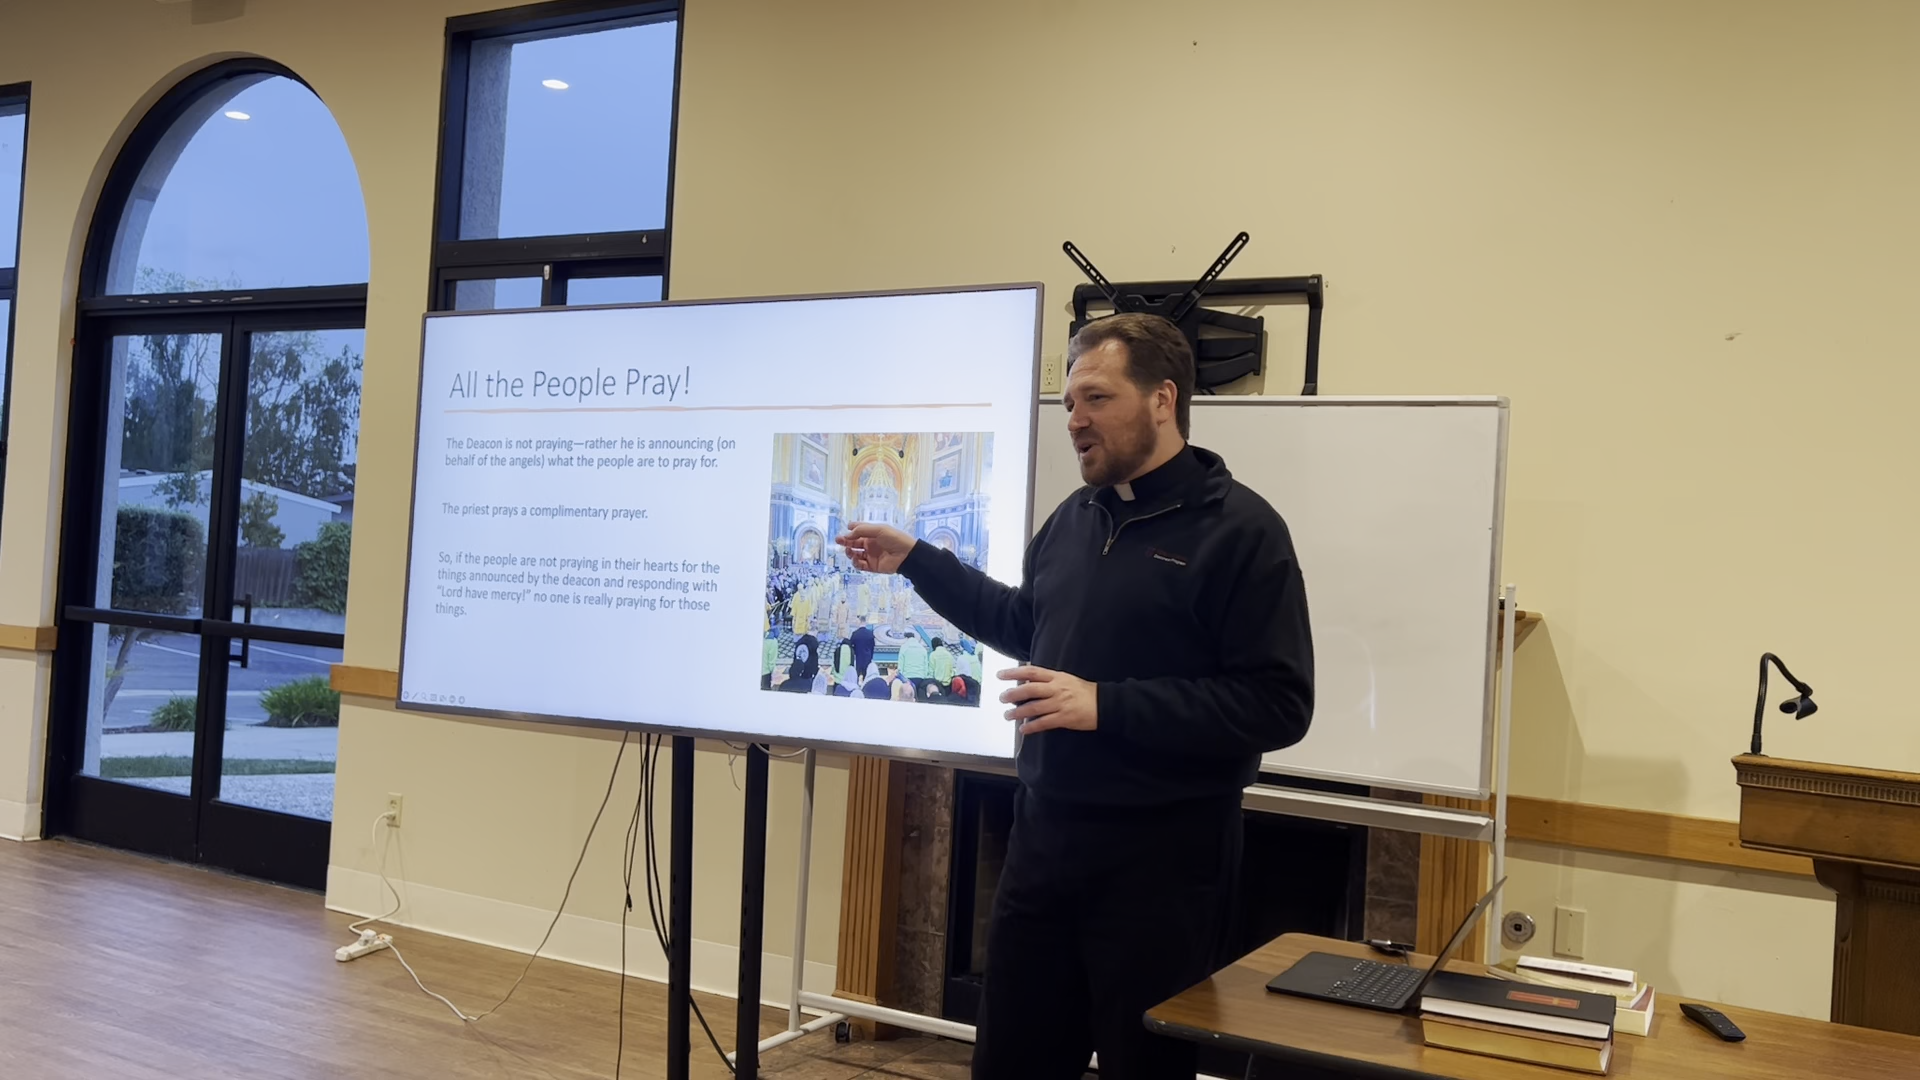 All the People Pray!
The Deacon is not praying—rather he is announcing (on
behalf of the angels) what the people are to pray for.
The priest prays a complimentary prayer.
So, if the people are not praying in their hearts for the
things announced by the deacon and responding with
"Lord have mercy!" no one is really praying for those
things.